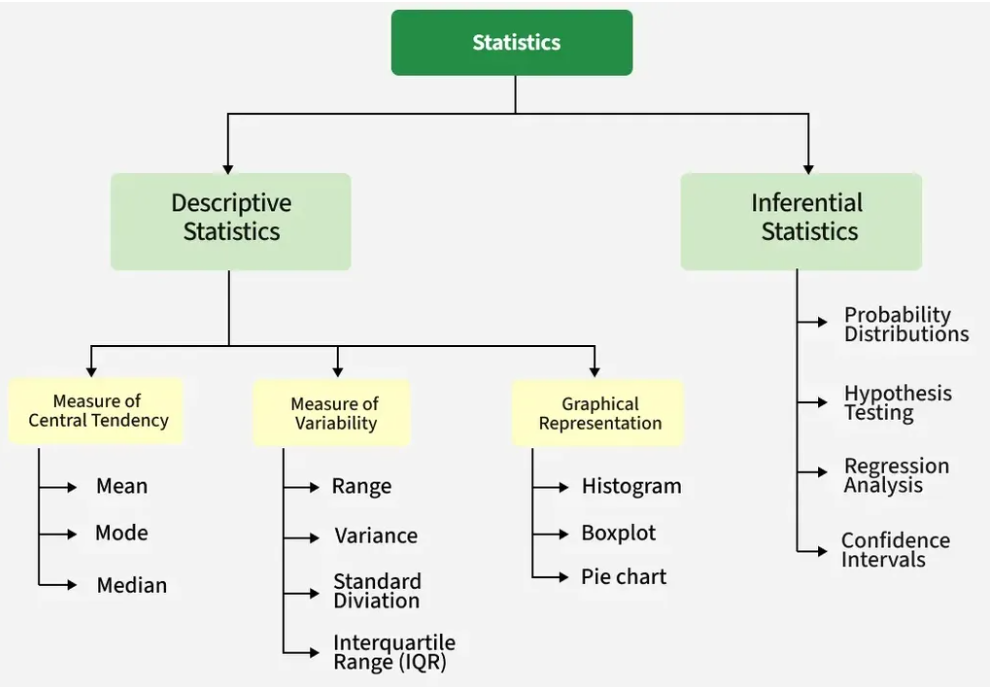 Statistics
Descriptive
Statistics
Inferential
Statistics
Measure of
Central Tendency
Mean
Mode
Median
Measure of
Variability
Range
Variance
Standard
Diviation
Interquartile
Range (IQR)
Graphical
Representation
Histogram
Boxplot
Pie chart
Probability
Distributions
Hypothesis
Testing
Regression
Analysis
Confidence
Intervals